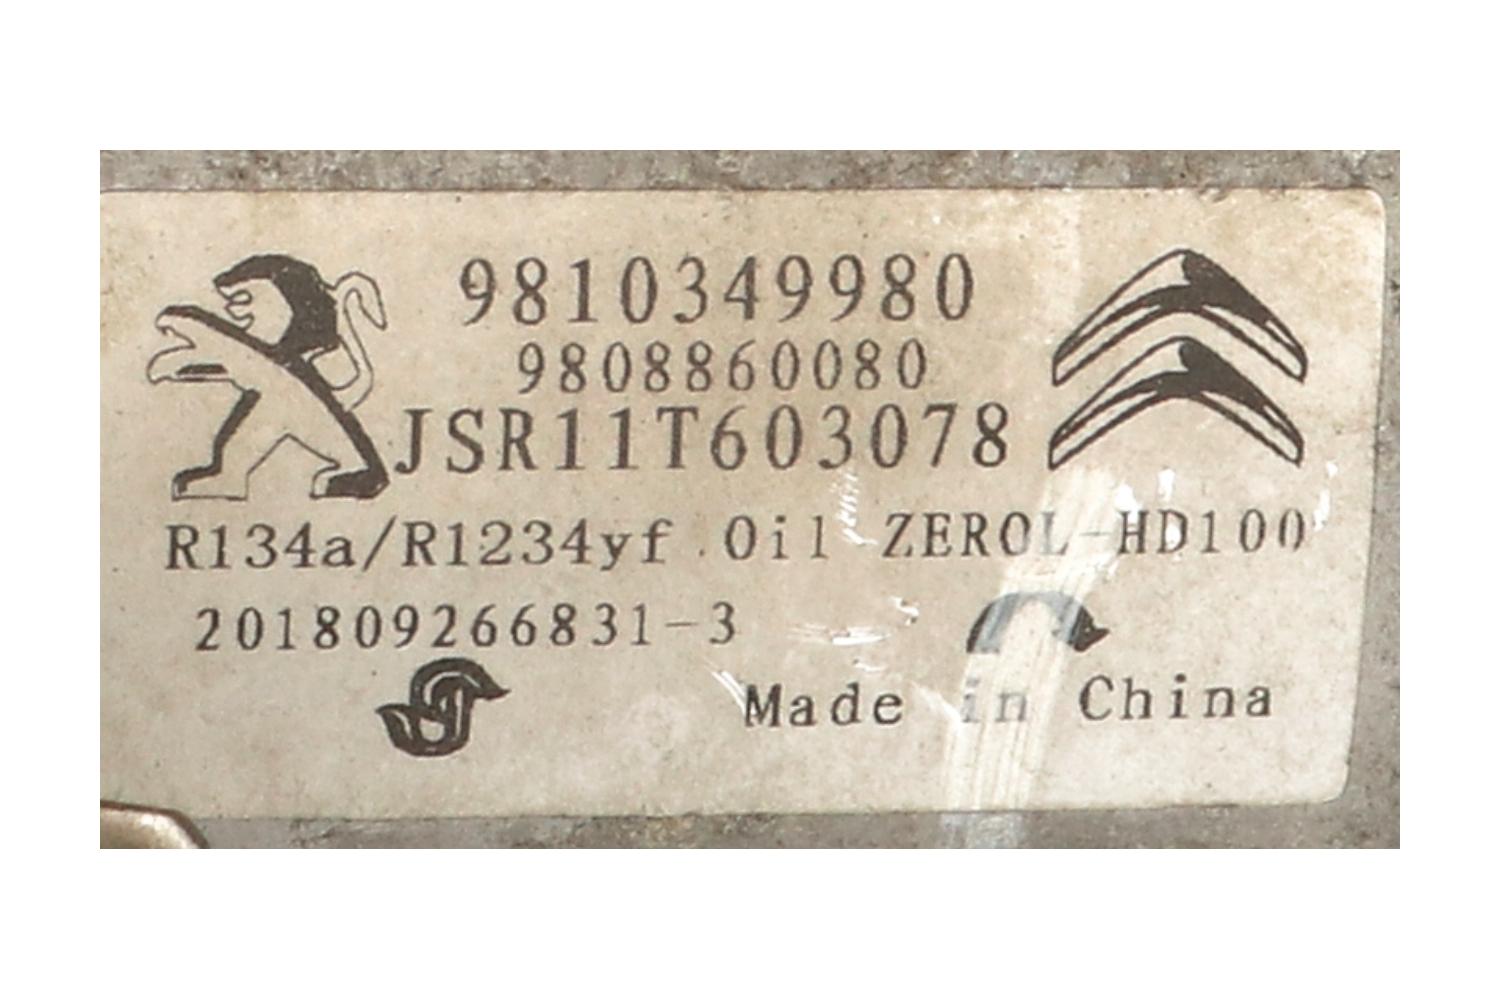 9810349980
9808860080
JSR11T603078
R134a/R1234yf Oil ZEROL-HD100
201809266831-3
Made in China